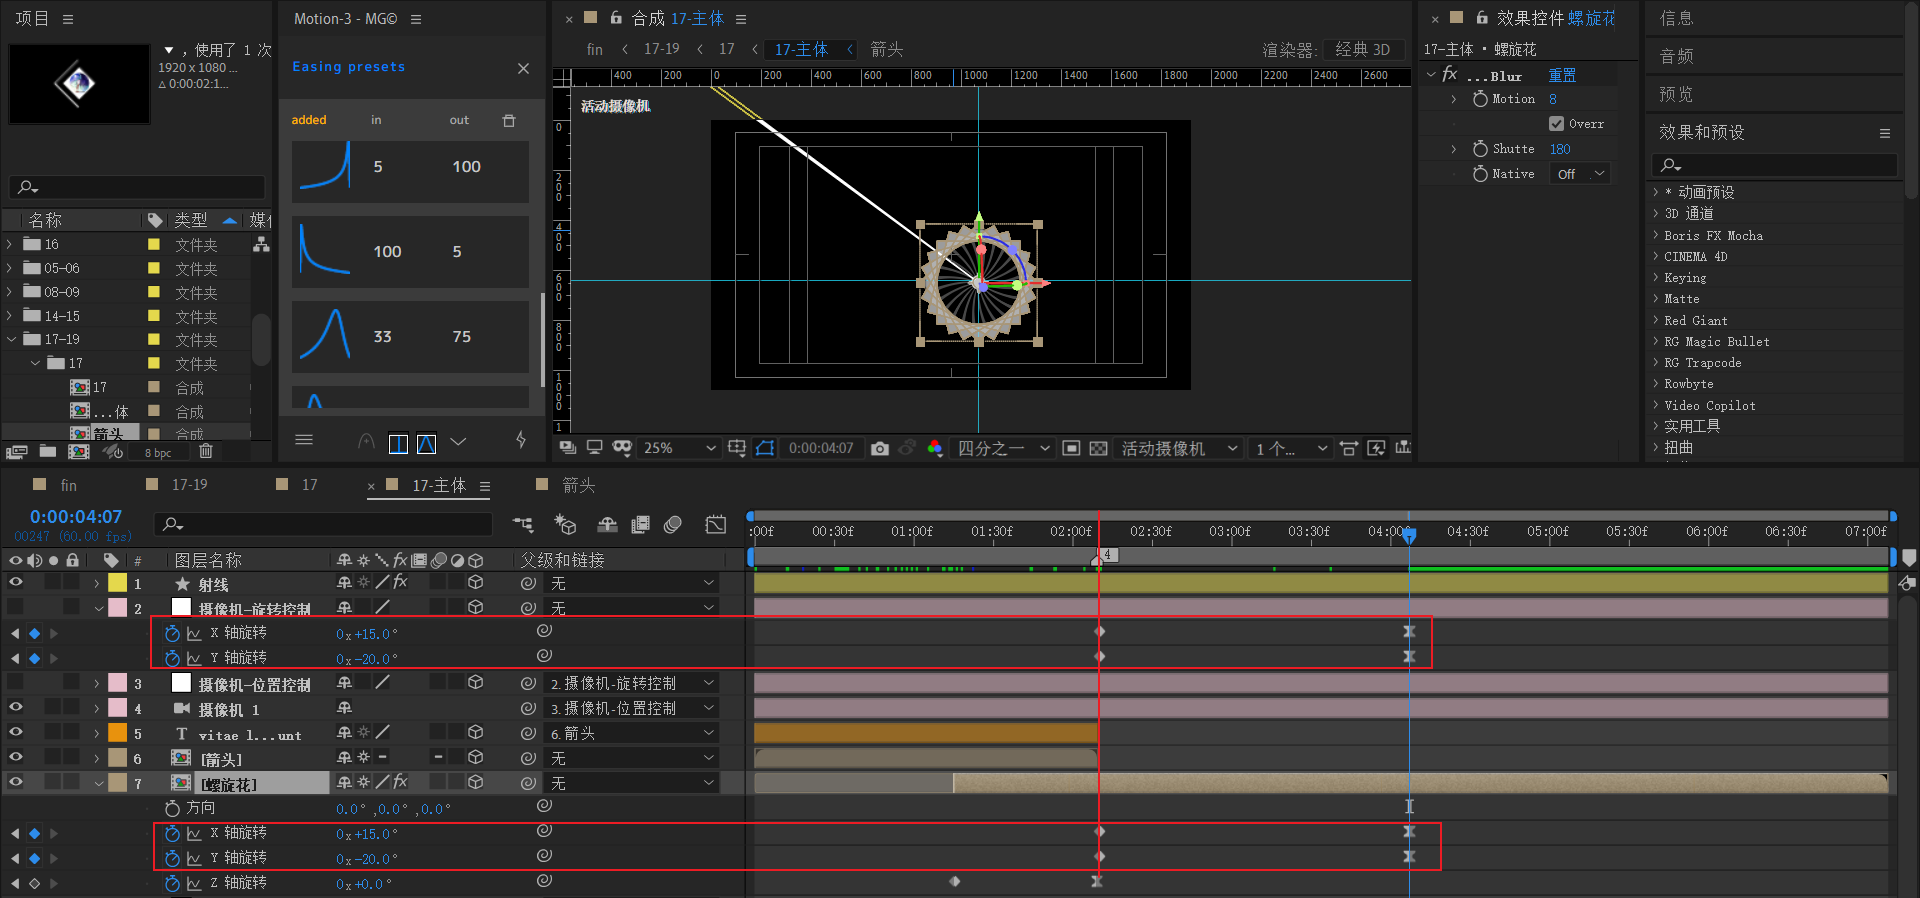 项目
，使用了 1 次
1920 x 1080 ...
Δ 0:00:02:1...
名称
类型
媒体
16
文件夹
05-06
文件夹
08-09
文件夹
14-15
文件夹
17-19
文件夹
17
文件夹
17
合成
...体
合成
箭头
合成
8 bpc
Motion-3 - MG©
Easing presets
added in out
5 100
100 5
33 75
合成 17-主体
fin 17-19 17 17-主体 箭头
渲染器: 经典 3D
400 200 0 200 400 600 800 1000 1200 1400 1600 1800 2000 2200 2400 2600
0
200
400
600
800
1000
1
活动摄像机
25% 0:00:04:07 四分之一 活动摄像机 1 个...
效果控件 螺旋花
17-主体 • 螺旋花
fx ...Blur 重置
Motion 8
Overr
Shutte 180
Native Off
信息
音频
预览
效果和预设
* 动画预设
3D 通道
Boris FX Mocha
CINEMA 4D
Keying
Matte
Red Giant
RG Magic Bullet
RG Trapcode
Rowbyte
Video Copilot
实用工具
扭曲
fin 17-19 17 17-主体 箭头
0:00:04:07
00247 (60.00 fps)
:00f 00:30f 01:00f 01:30f 02:00f 02:30f 03:00f 03:30f 04:00f 04:30f 05:00f 05:30f 06:00f 06:30f 07:00f
4
# 图层名称 fx 父级和链接
1 射线 fx 无
2 摄像机-旋转控制 无
X 轴旋转 0x+15.0°
Y 轴旋转 0x-20.0°
3 摄像机-位置控制 2.摄像机-旋转控制
4 摄像机 1 3.摄像机-位置控制
5 T vitae l...unt 6.箭头
6 [箭头] 无
7 [螺旋花] fx 无
方向 0.0°,0.0°,0.0°
X 轴旋转 0x+15.0°
Y 轴旋转 0x-20.0°
Z 轴旋转 0x+0.0°